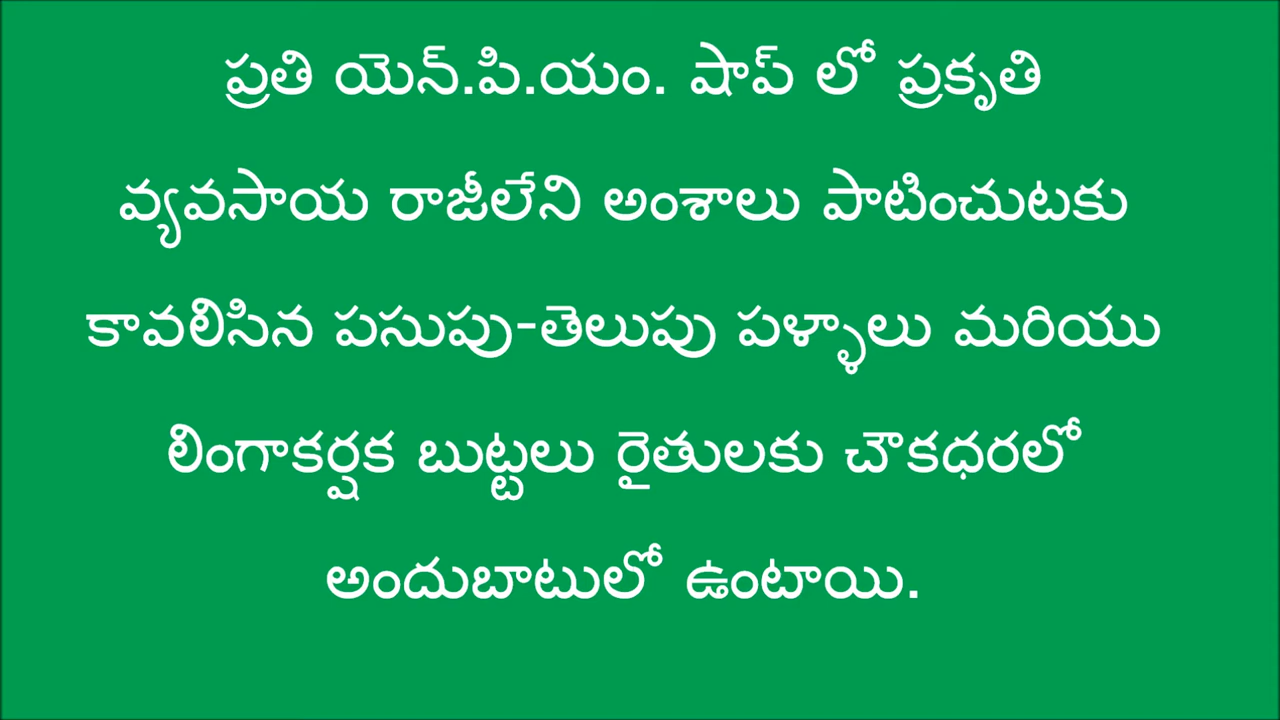 ప్రతి యెన్.పి.యం. షాప్ లో ప్రకృతి
వ్యవసాయ రాజీలేని అంశాలు పాటించుటకు
కావలిసిన పసుపు-తెలుపు పళ్ళాలు మరియు
లింగాకర్షక బుట్టలు రైతులకు చౌకధరలో
అందుబాటులో ఉంటాయి.